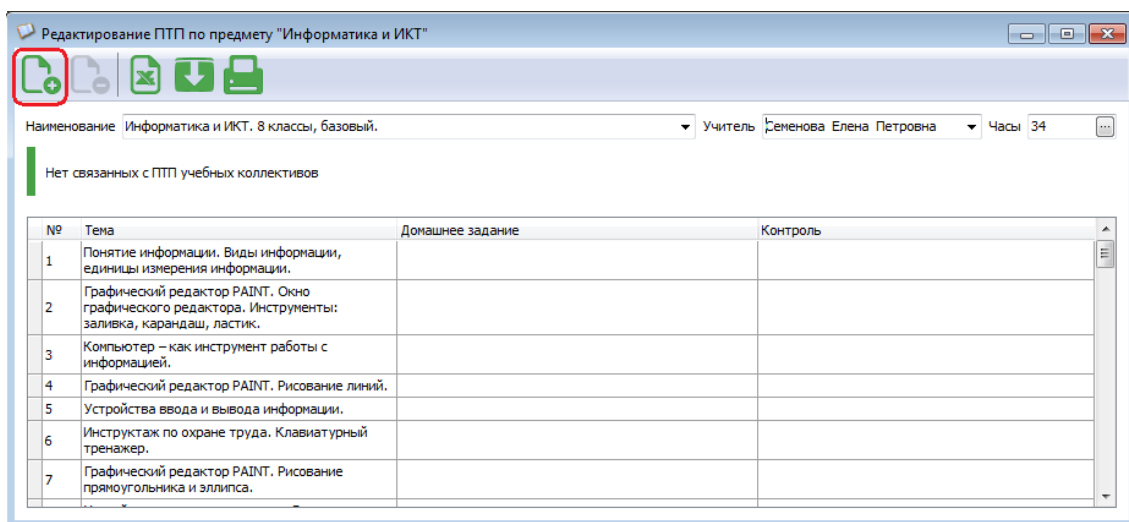 Редактирование ПТП по предмету "Информатика и ИКТ"
Наименование Информатика и ИКТ. 8 классы, базовый. Учитель Семенова Елена Петровна Часы 34 ...
Нет связанных с ПТП учебных коллективов
№ Тема Домашнее задание Контроль
1 Понятие информации. Виды информации,
единицы измерения информации.
2 Графический редактор PAINT. Окно
графического редактора. Инструменты:
заливка, карандаш, ластик.
3 Компьютер – как инструмент работы с
информацией.
4 Графический редактор PAINT. Рисование линий.
5 Устройства ввода и вывода информации.
6 Инструктаж по охране труда. Клавиатурный
тренажер.
7 Графический редактор PAINT. Рисование
прямоугольника и эллипса.